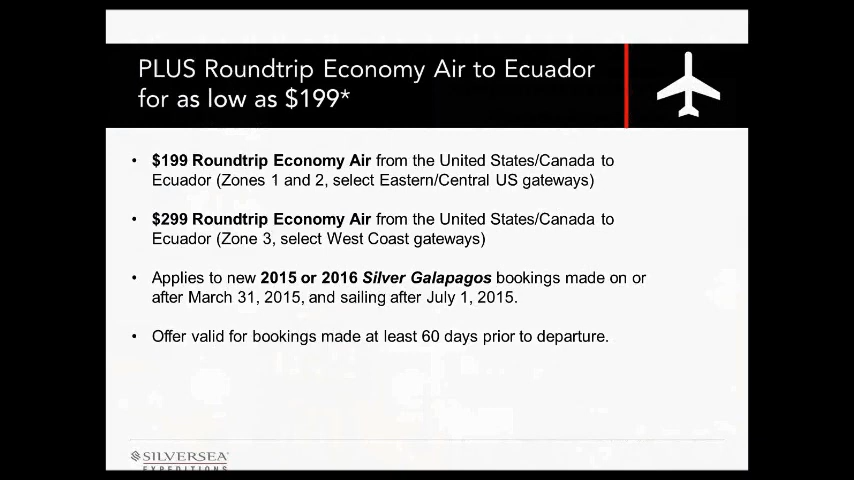 PLUS Roundtrip Economy Air to Ecuador
for as low as $199*
• $199 Roundtrip Economy Air from the United States/Canada to
Ecuador (Zones 1 and 2, select Eastern/Central US gateways)
• $299 Roundtrip Economy Air from the United States/Canada to
Ecuador (Zone 3, select West Coast gateways)
• Applies to new 2015 or 2016 Silver Galapagos bookings made on or
after March 31, 2015, and sailing after July 1, 2015.
• Offer valid for bookings made at least 60 days prior to departure.
SILVERSEA
EXPEDITIONS